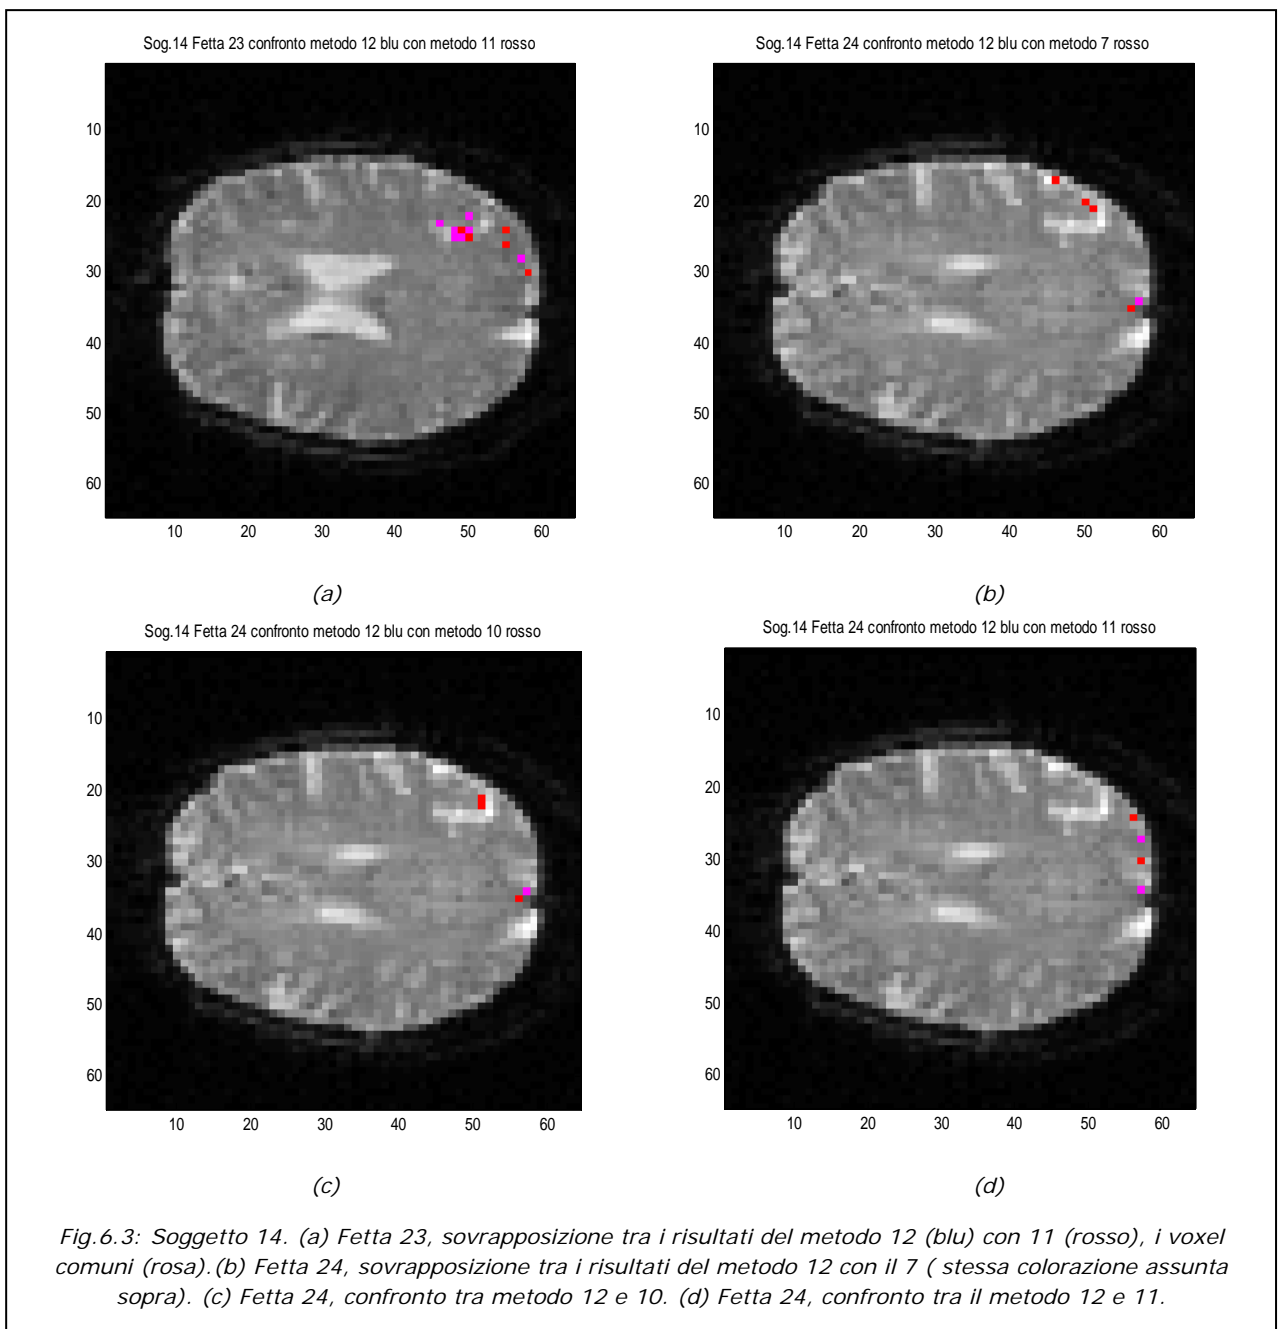 Sog.14 Fetta 23 confronto metodo 12 blu con metodo 11 rosso
10
20
30
40
50
60
10 20 30 40 50 60
(a)
Sog.14 Fetta 24 confronto metodo 12 blu con metodo 7 rosso
10
20
30
40
50
60
10 20 30 40 50 60
(b)
Sog.14 Fetta 24 confronto metodo 12 blu con metodo 10 rosso
10
20
30
40
50
60
10 20 30 40 50 60
(c)
Sog.14 Fetta 24 confronto metodo 12 blu con metodo 11 rosso
10
20
30
40
50
60
10 20 30 40 50 60
(d)
Fig.6.3: Soggetto 14. (a) Fetta 23, sovrapposizione tra i risultati del metodo 12 (blu) con 11 (rosso), i voxel
comuni (rosa).(b) Fetta 24, sovrapposizione tra i risultati del metodo 12 con il 7 ( stessa colorazione assunta
sopra). (c) Fetta 24, confronto tra metodo 12 e 10. (d) Fetta 24, confronto tra il metodo 12 e 11.